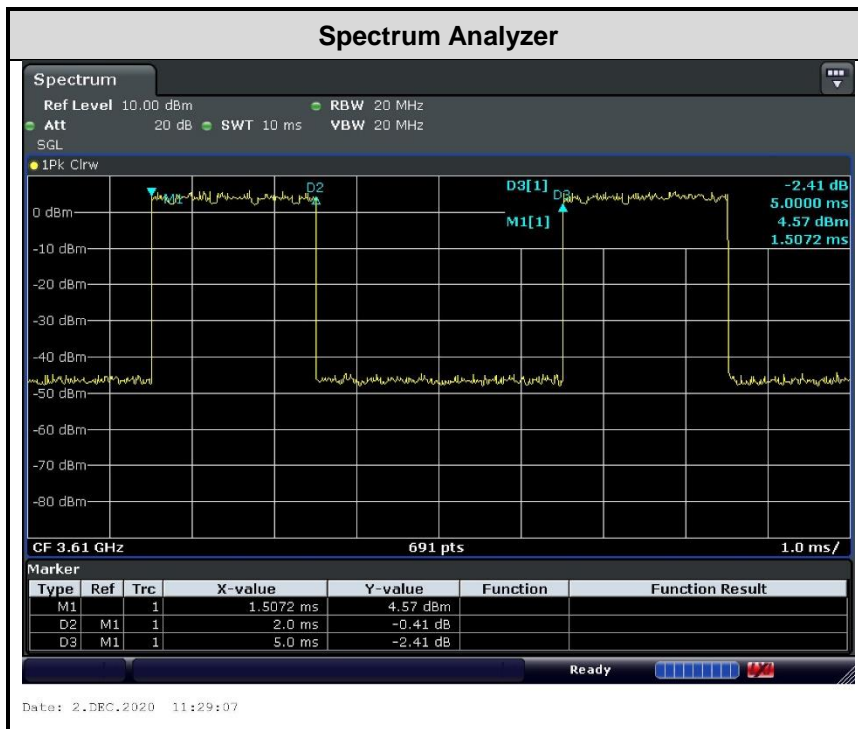 Spectrum Analyzer
Spectrum
Ref Level 10.00 dBm RBW 20 MHz
Att 20 dB SWT 10 ms VBW 20 MHz
SGL
1Pk Clrw
D3[1] -2.41 dB
5.0000 ms
M1[1] 4.57 dBm
1.5072 ms
M1
D2
D3
0 dBm
-10 dBm
-20 dBm
-30 dBm
-40 dBm
-50 dBm
-60 dBm
-70 dBm
-80 dBm
CF 3.61 GHz 691 pts 1.0 ms/
Marker
Type Ref Trc X-value Y-value Function Function Result
M1 1 1.5072 ms 4.57 dBm
D2 M1 1 2.0 ms -0.41 dB
D3 M1 1 5.0 ms -2.41 dB
Ready
Date: 2.DEC.2020 11:29:07